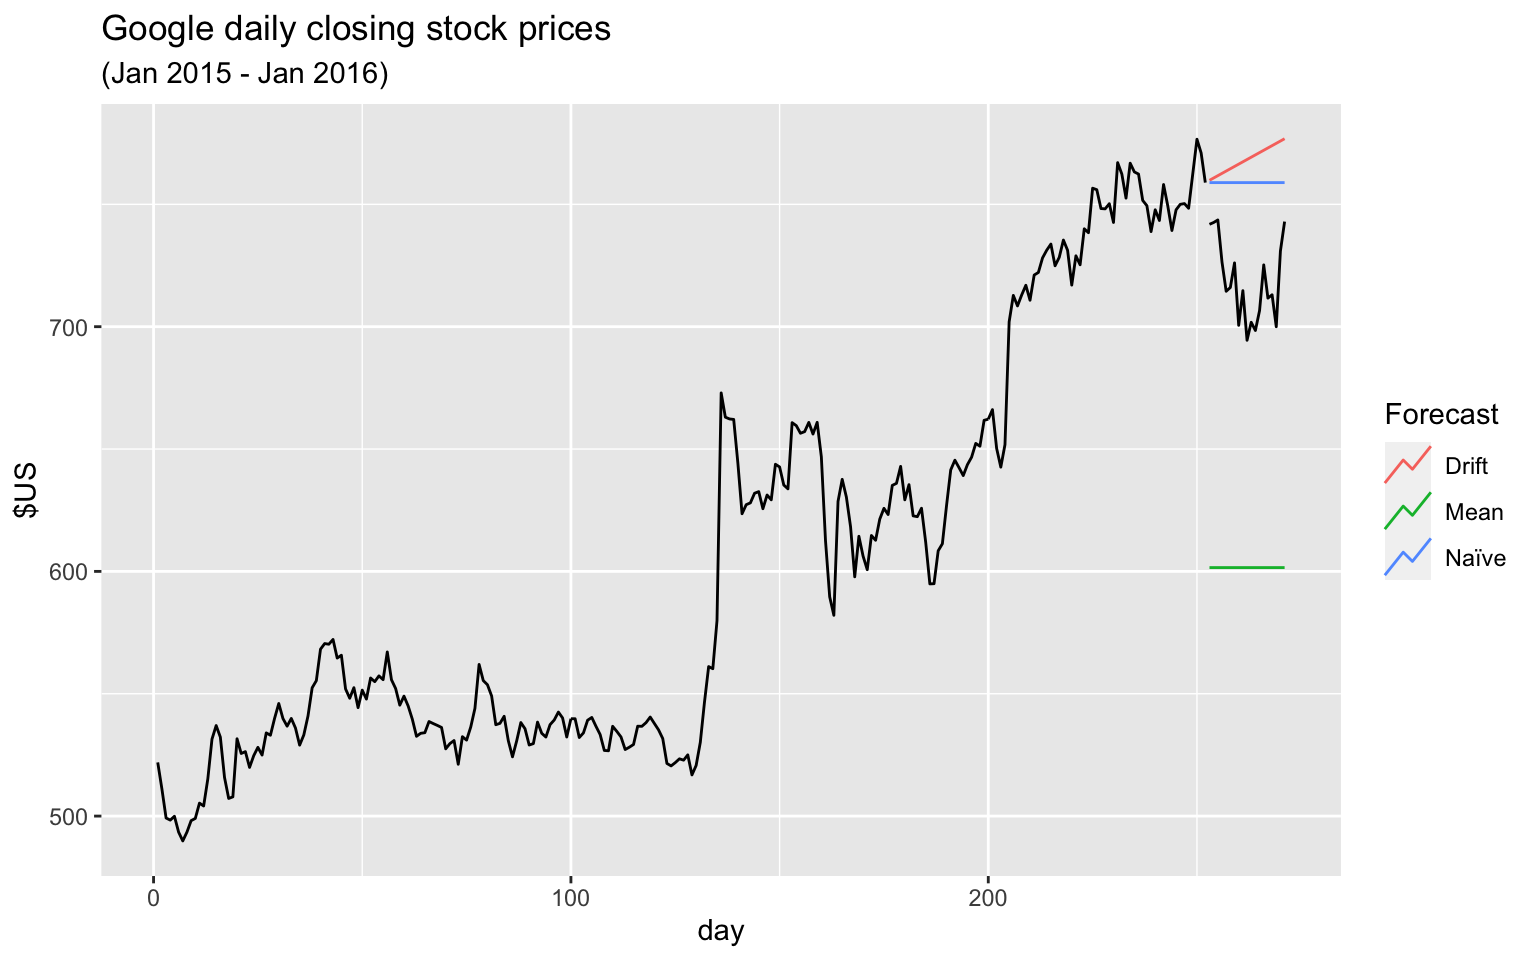 Google daily closing stock prices
(Jan 2015 - Jan 2016)
$US
700
600
500
0 100 200
day
Forecast
Drift
Mean
Naïve